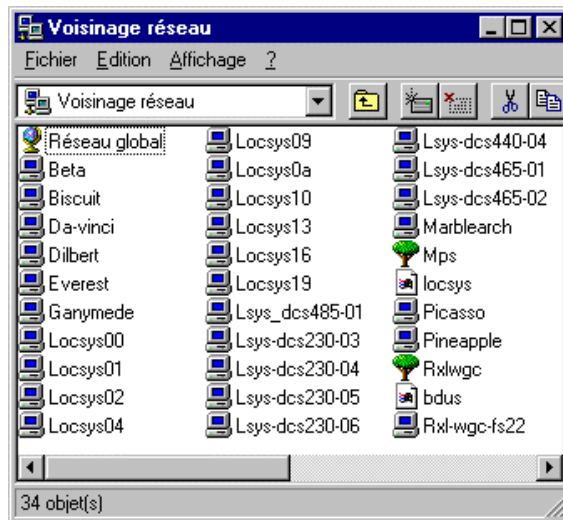 Voisinage réseau
Fichier Edition Affichage ?
Voisinage réseau
Réseau global
Beta
Biscuit
Da-vinci
Dilbert
Everest
Ganymede
Locsys00
Locsys01
Locsys02
Locsys04
Locsys09
Locsys0a
Locsys10
Locsys13
Locsys16
Locsys19
Lsys_dcs485-01
Lsys-dcs230-03
Lsys-dcs230-04
Lsys-dcs230-05
Lsys-dcs230-06
Lsys-dcs440-04
Lsys-dcs465-01
Lsys-dcs465-02
Marblearch
Mps
locsys
Picasso
Pineapple
Rxlwgc
bdus
Rxl-wgc-fs22
34 objet(s)